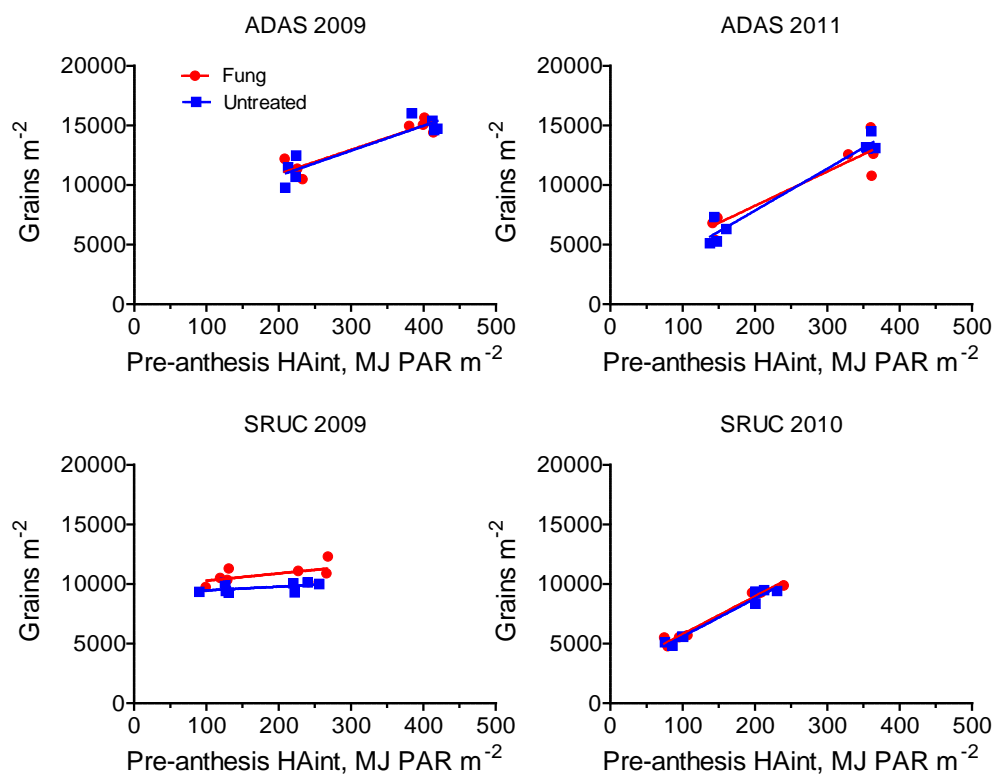 ADAS 2009
20000
15000
10000
5000
0
Grains m-2
Fung
Untreated
0 100 200 300 400 500
Pre-anthesis HAint, MJ PAR m-2
ADAS 2011
20000
15000
10000
5000
0
Grains m-2
0 100 200 300 400 500
Pre-anthesis HAint, MJ PAR m-2
SRUC 2009
20000
15000
10000
5000
0
Grains m-2
0 100 200 300 400 500
Pre-anthesis HAint, MJ PAR m-2
SRUC 2010
20000
15000
10000
5000
0
Grains m-2
0 100 200 300 400 500
Pre-anthesis HAint, MJ PAR m-2